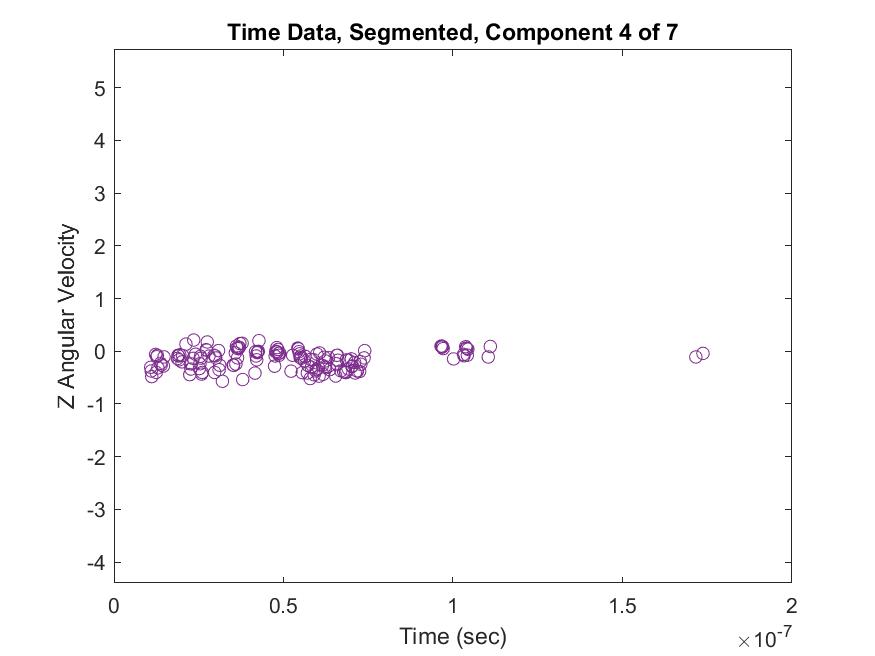 Time Data, Segmented, Component 4 of 7
5
4
3
2
1
0
-1
-2
-3
-4
Z Angular Velocity
0 0.5 1 1.5 2
Time (sec)
×10^-7